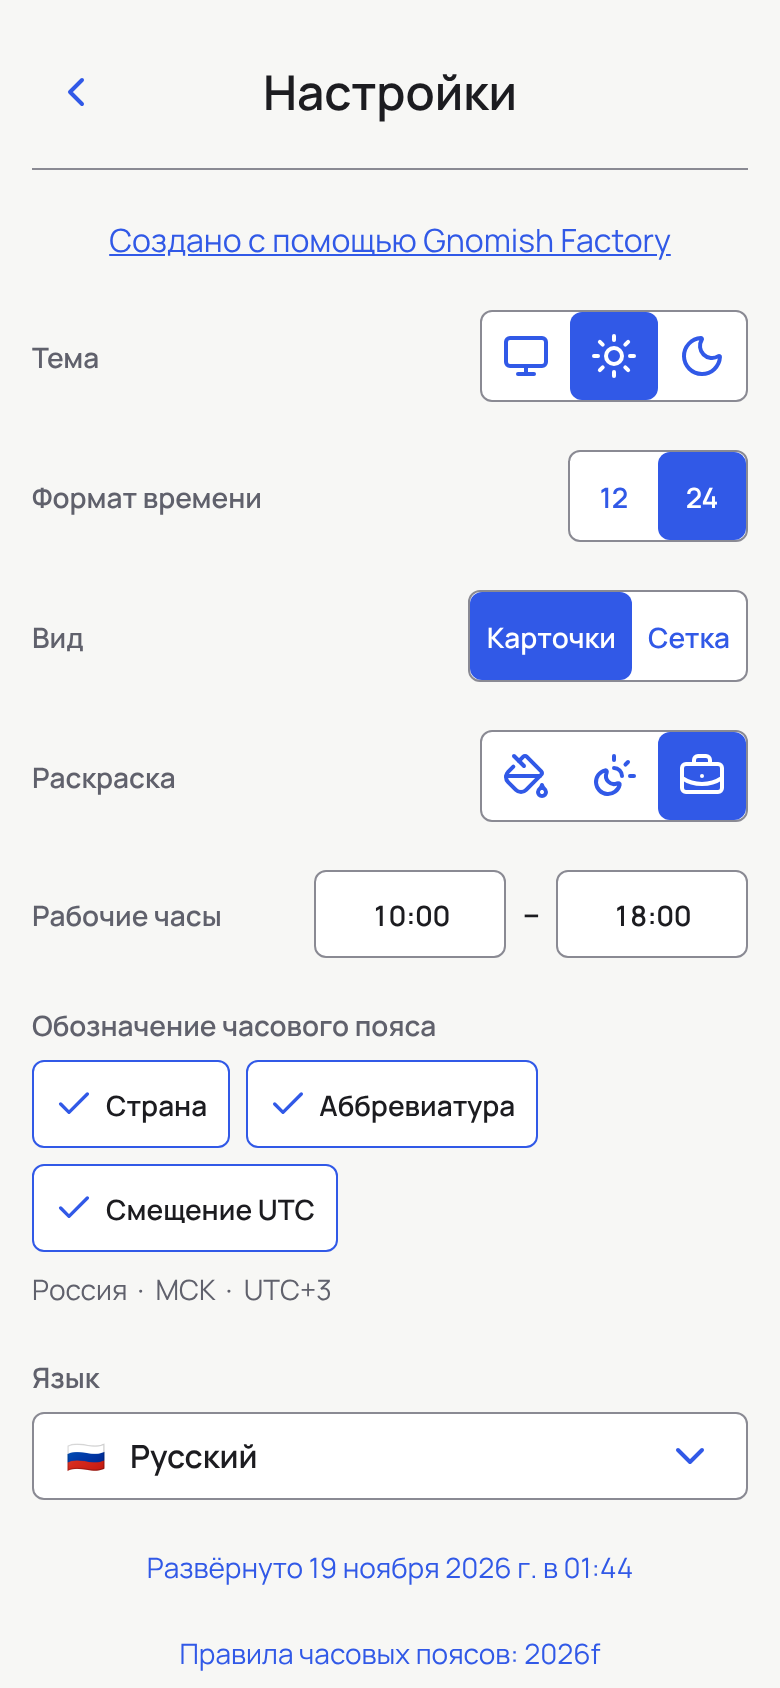 Настройки
Создано с помощью Gnomish Factory
Тема
Формат времени
12 24
Вид
Карточки Сетка
Раскраска
Рабочие часы
10:00 – 18:00
Обозначение часового пояса
Страна Аббревиатура
Смещение UTC
Россия · МСК · UTC+3
Язык
Русский
Развёрнуто 19 ноября 2026 г. в 01:44
Правила часовых поясов: 2026f